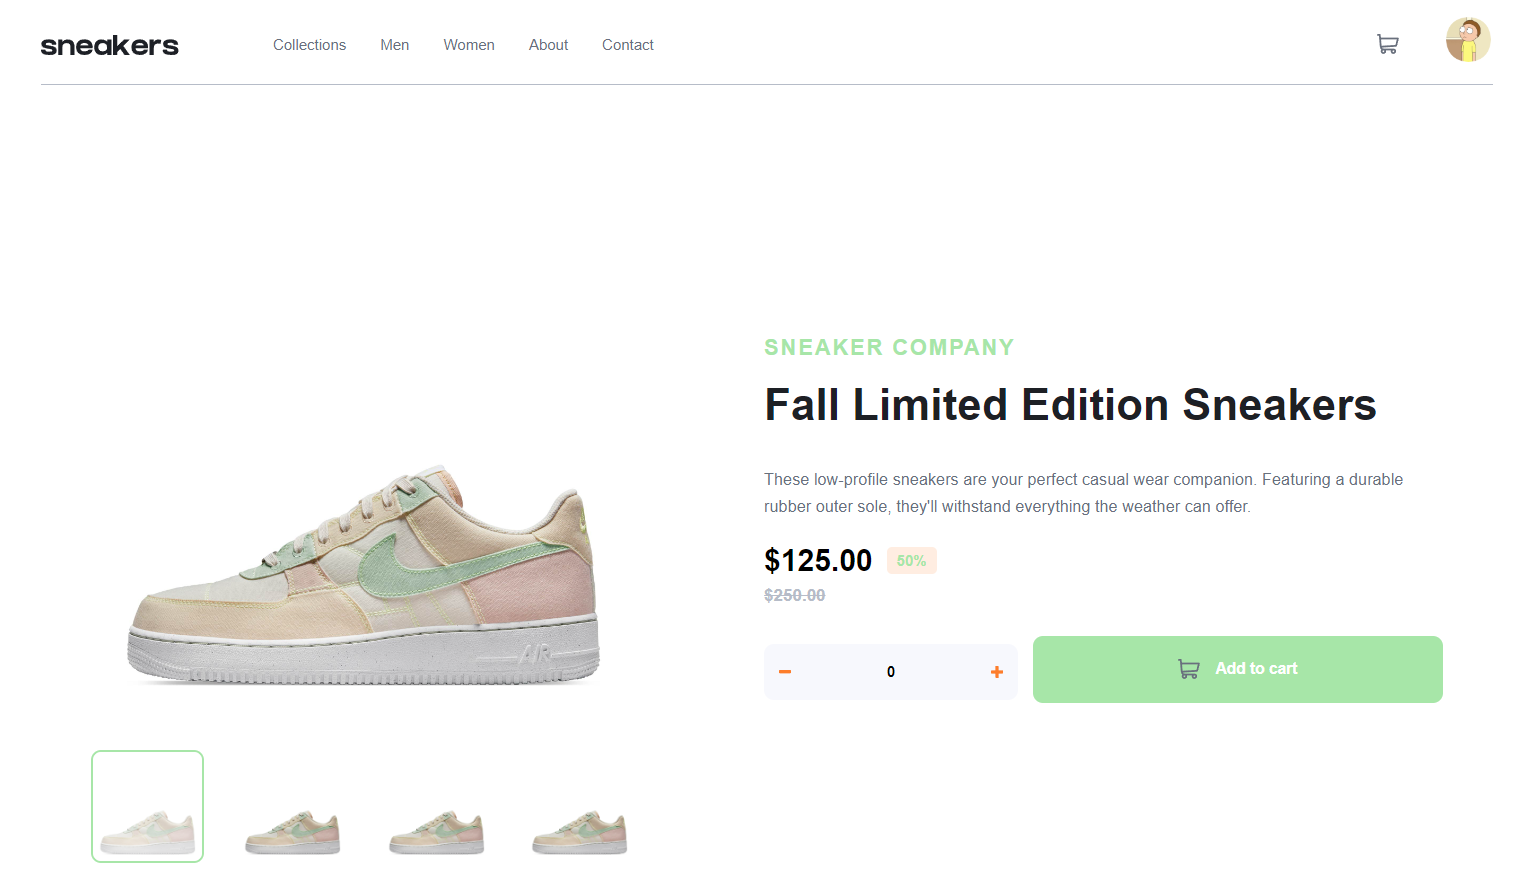 sneakers
Collections Men Women About Contact
SNEAKER COMPANY
Fall Limited Edition Sneakers
These low-profile sneakers are your perfect casual wear companion. Featuring a durable
rubber outer sole, they'll withstand everything the weather can offer.
$125.00 50%
$250.00
0
Add to cart
AIR